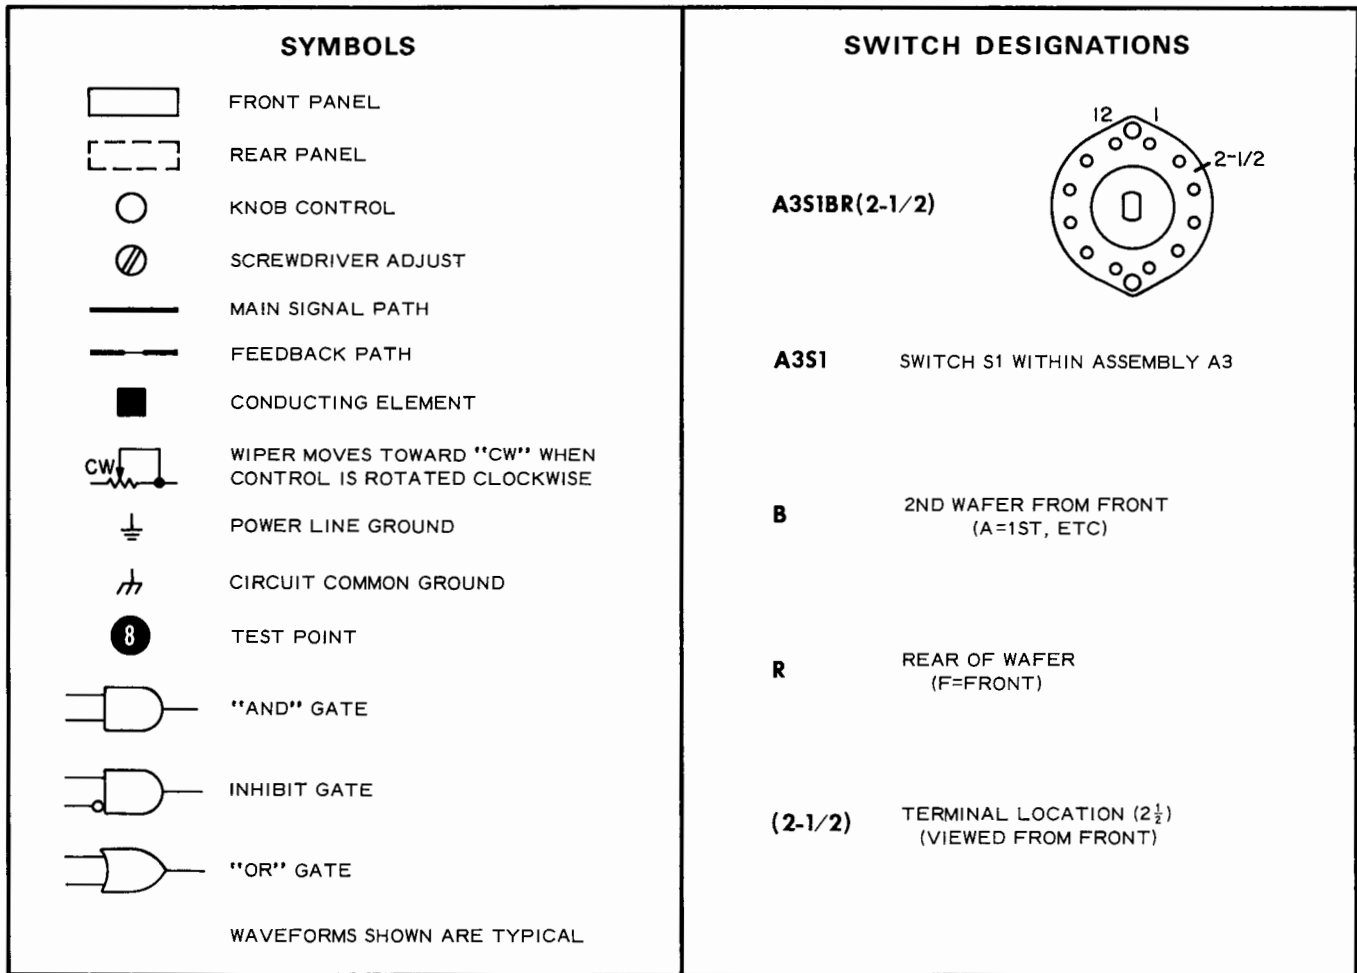 SYMBOLS
FRONT PANEL
REAR PANEL
KNOB CONTROL
SCREWDRIVER ADJUST
MAIN SIGNAL PATH
FEEDBACK PATH
CONDUCTING ELEMENT
CW
WIPER MOVES TOWARD "CW" WHEN
CONTROL IS ROTATED CLOCKWISE
POWER LINE GROUND
CIRCUIT COMMON GROUND
8
TEST POINT
"AND" GATE
INHIBIT GATE
"OR" GATE
WAVEFORMS SHOWN ARE TYPICAL
SWITCH DESIGNATIONS
12 1
2-1/2
A3S1BR(2-1/2)
A3S1 SWITCH S1 WITHIN ASSEMBLY A3
B 2ND WAFER FROM FRONT
(A=1ST, ETC)
R REAR OF WAFER
(F=FRONT)
(2-1/2) TERMINAL LOCATION (2½)
(VIEWED FROM FRONT)